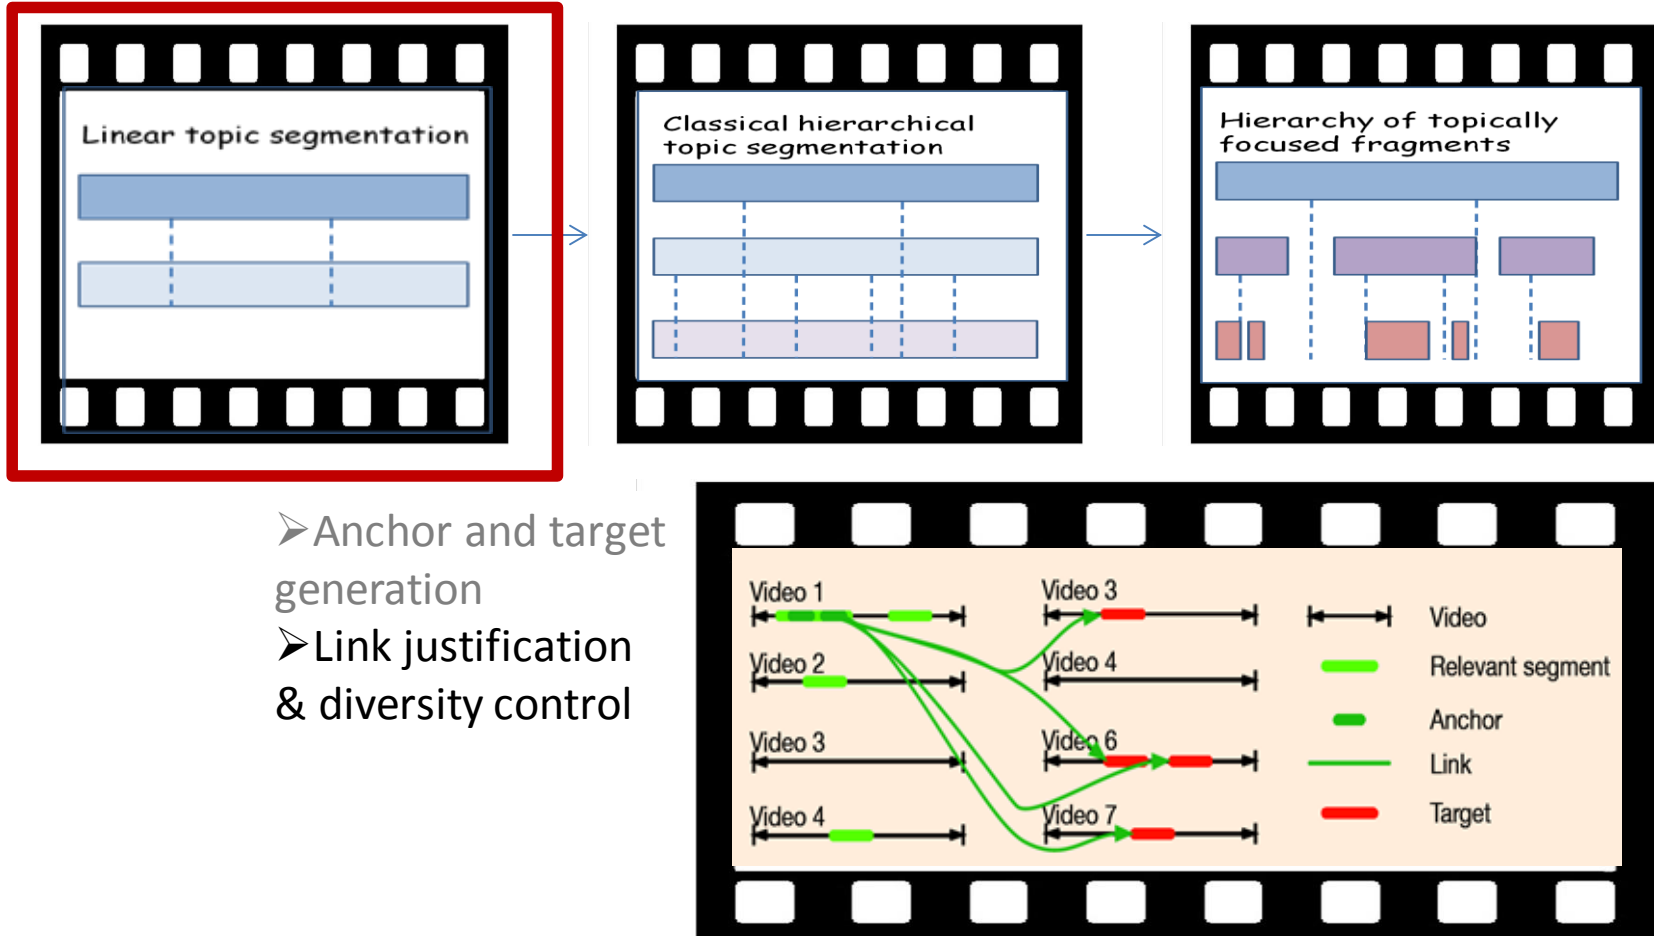 Linear topic segmentation
Classical hierarchical
topic segmentation
Hierarchy of topically
focused fragments
➢Anchor and target
generation
➢Link justification
& diversity control
Video 1
Video 2
Video 3
Video 4
Video 3
Video 4
Video 6
Video 7
Video
Relevant segment
Anchor
Link
Target